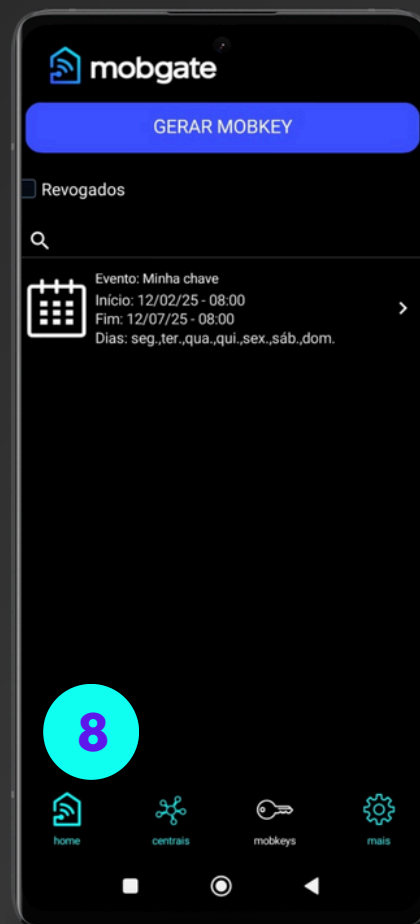 mobgate
GERAR MOBKEY
Revogados
Evento: Minha chave
Início: 12/02/25 - 08:00
Fim: 12/07/25 - 08:00
Dias: seg.,ter.,qua.,qui.,sex.,sáb.,dom.
8
home centrais mobkeys mais